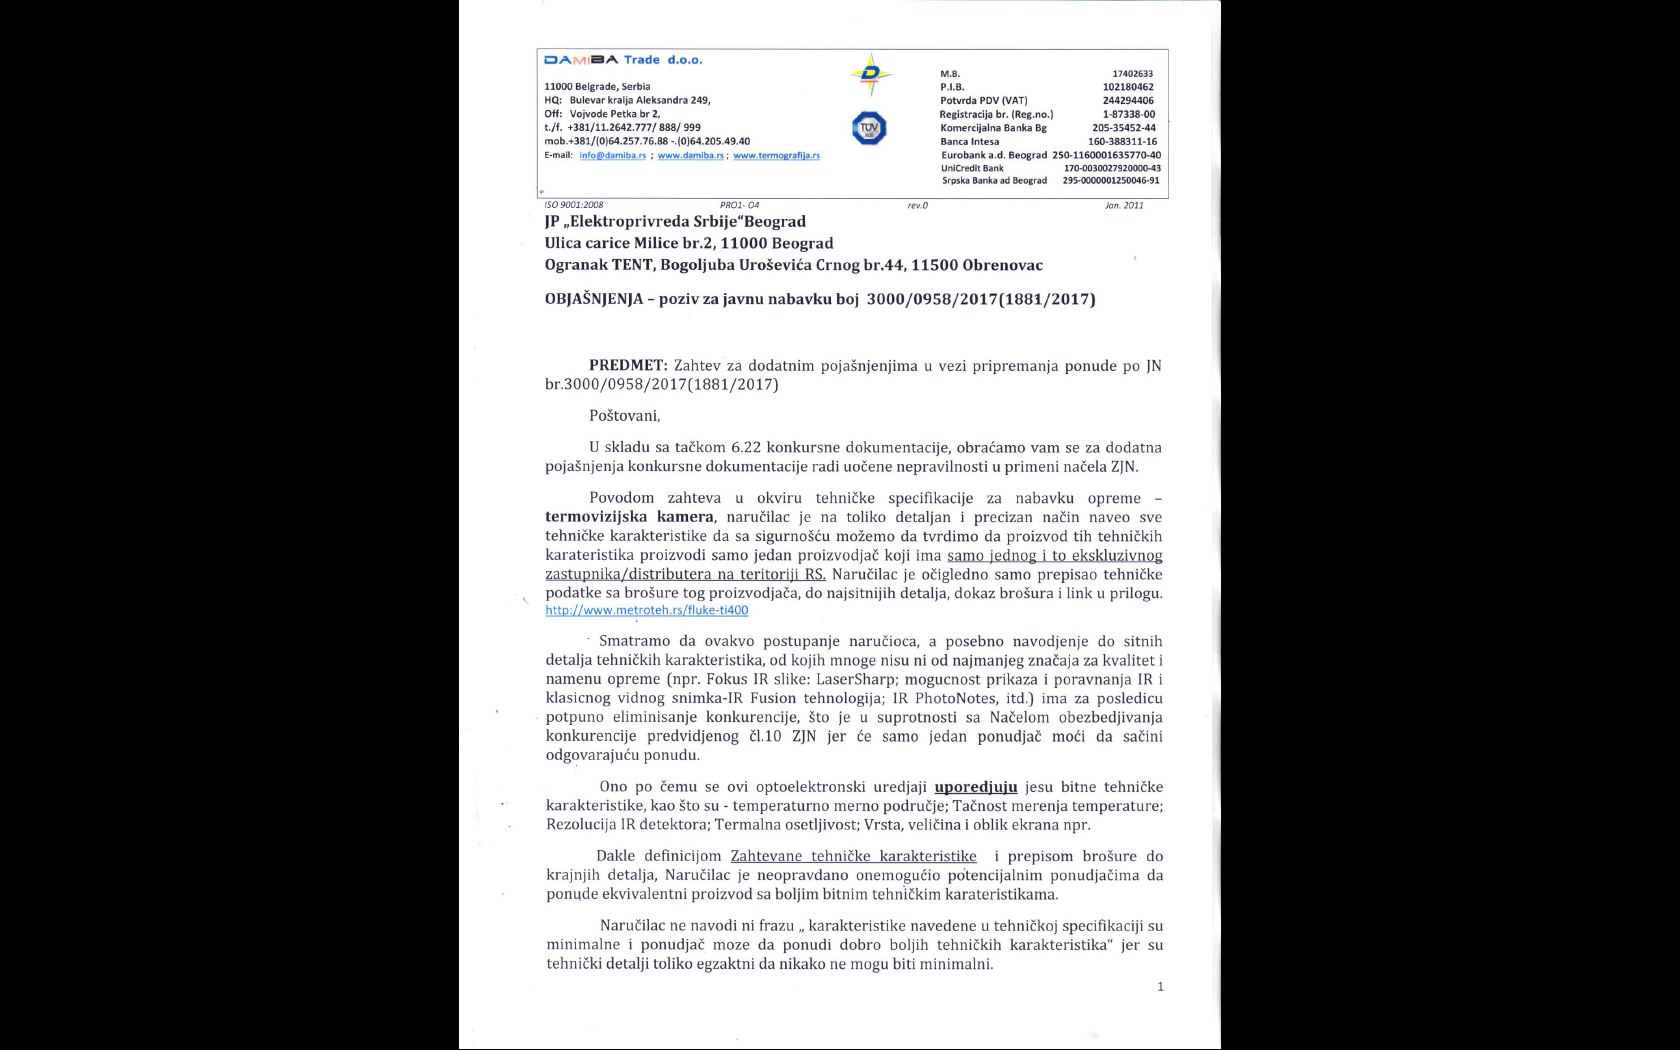 DAMIBA Trade d.o.o.
11000 Belgrade, Serbia
HQ: Bulevar kralja Aleksandra 249,
Off: Vojvode Petka br 2,
t./f. +381/11.2642.777/ 888/ 999
mob.+381/(0)64.257.76.88 -.(0)64.205.49.40
E-mail: info@damiba.rs ; www.damiba.rs ; www.termografija.rs
D
TÜV
M.B. 17402633
P.I.B. 102180462
Potvrda PDV (VAT) 244294406
Registracija br. (Reg.no.) 1-87338-00
Komercijalna Banka Bg 205-35452-44
Banca Intesa 160-388311-16
Eurobank a.d. Beograd 250-1160001635770-40
UniCredit Bank 170-0030027920000-43
Srpska Banka ad Beograd 295-0000001250046-91
ISO 9001:2008 PRO1- O4 rev.0 Jan. 2011
JP „Elektroprivreda Srbije“Beograd
Ulica carice Milice br.2, 11000 Beograd
Ogranak TENT, Bogoljuba Uroševića Crnog br.44, 11500 Obrenovac
OBJAŠNJENJA – poziv za javnu nabavku boj 3000/0958/2017(1881/2017)
PREDMET: Zahtev za dodatnim pojašnjenjima u vezi pripremanja ponude po JN
br.3000/0958/2017(1881/2017)
Poštovani,
U skladu sa tačkom 6.22 konkursne dokumentacije, obraćamo vam se za dodatna
pojašnjenja konkursne dokumentacije radi uočene nepravilnosti u primeni načela ZJN.
Povodom zahteva u okviru tehničke specifikacije za nabavku opreme –
termovizijska kamera, naručilac je na toliko detaljan i precizan način naveo sve
tehničke karakteristike da sa sigurnošću možemo da tvrdimo da proizvod tih tehničkih
karateristika proizvodi samo jedan proizvodjač koji ima samo jednog i to ekskluzivnog
zastupnika/distributera na teritoriji RS. Naručilac je očigledno samo prepisao tehničke
podatke sa brošure tog proizvodjača, do najsitnijih detalja, dokaz brošura i link u prilogu.
http://www.metroteh.rs/fluke-ti400
Smatramo da ovakvo postupanje naručioca, a posebno navodjenje do sitnih
detalja tehničkih karakteristika, od kojih mnoge nisu ni od najmanjeg značaja za kvalitet i
namenu opreme (npr. Fokus IR slike: LaserSharp; mogucnost prikaza i poravnanja IR i
klasicnog vidnog snimka-IR Fusion tehnologija; IR PhotoNotes, itd.) ima za posledicu
potpuno eliminisanje konkurencije, što je u suprotnosti sa Načelom obezbedjivanja
konkurencije predvidjenog čl.10 ZJN jer će samo jedan ponudjač moći da sačini
odgovarajuću ponudu.
Ono po čemu se ovi optoelektronski uredjaji uporedjuju jesu bitne tehničke
karakteristike, kao što su - temperaturno merno područje; Tačnost merenja temperature;
Rezolucija IR detektora; Termalna osetljivost; Vrsta, veličina i oblik ekrana npr.
Dakle definicijom Zahtevane tehničke karakteristike i prepisom brošure do
krajnjih detalja, Naručilac je neopravdano onemogućio potencijalnim ponudjačima da
ponude ekvivalentni proizvod sa boljim bitnim tehničkim karateristikama.
Naručilac ne navodi ni frazu „ karakteristike navedene u tehničkoj specifikaciji su
minimalne i ponudjač moze da ponudi dobro boljih tehničkih karakteristika“ jer su
tehnički detalji toliko egzaktni da nikako ne mogu biti minimalni.
1